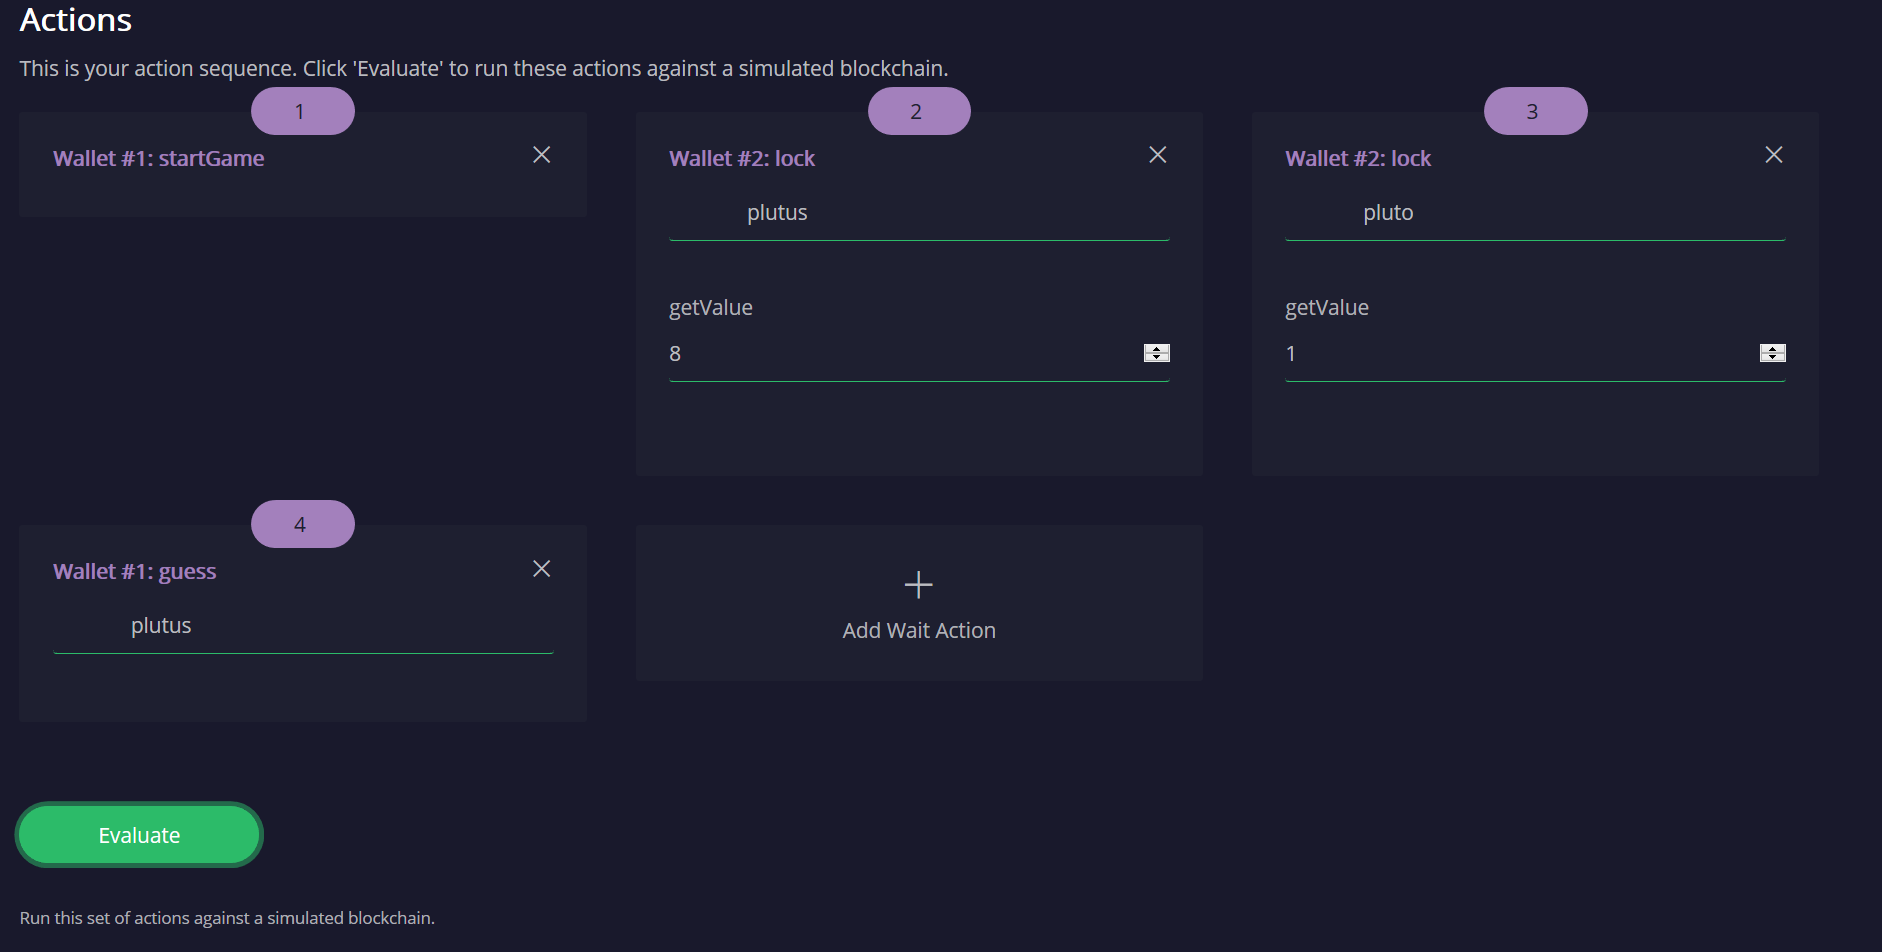 Actions
This is your action sequence. Click 'Evaluate' to run these actions against a simulated blockchain.
1
Wallet #1: startGame
2
Wallet #2: lock
plutus
getValue
8
3
Wallet #2: lock
pluto
getValue
1
4
Wallet #1: guess
plutus
Add Wait Action
Evaluate
Run this set of actions against a simulated blockchain.